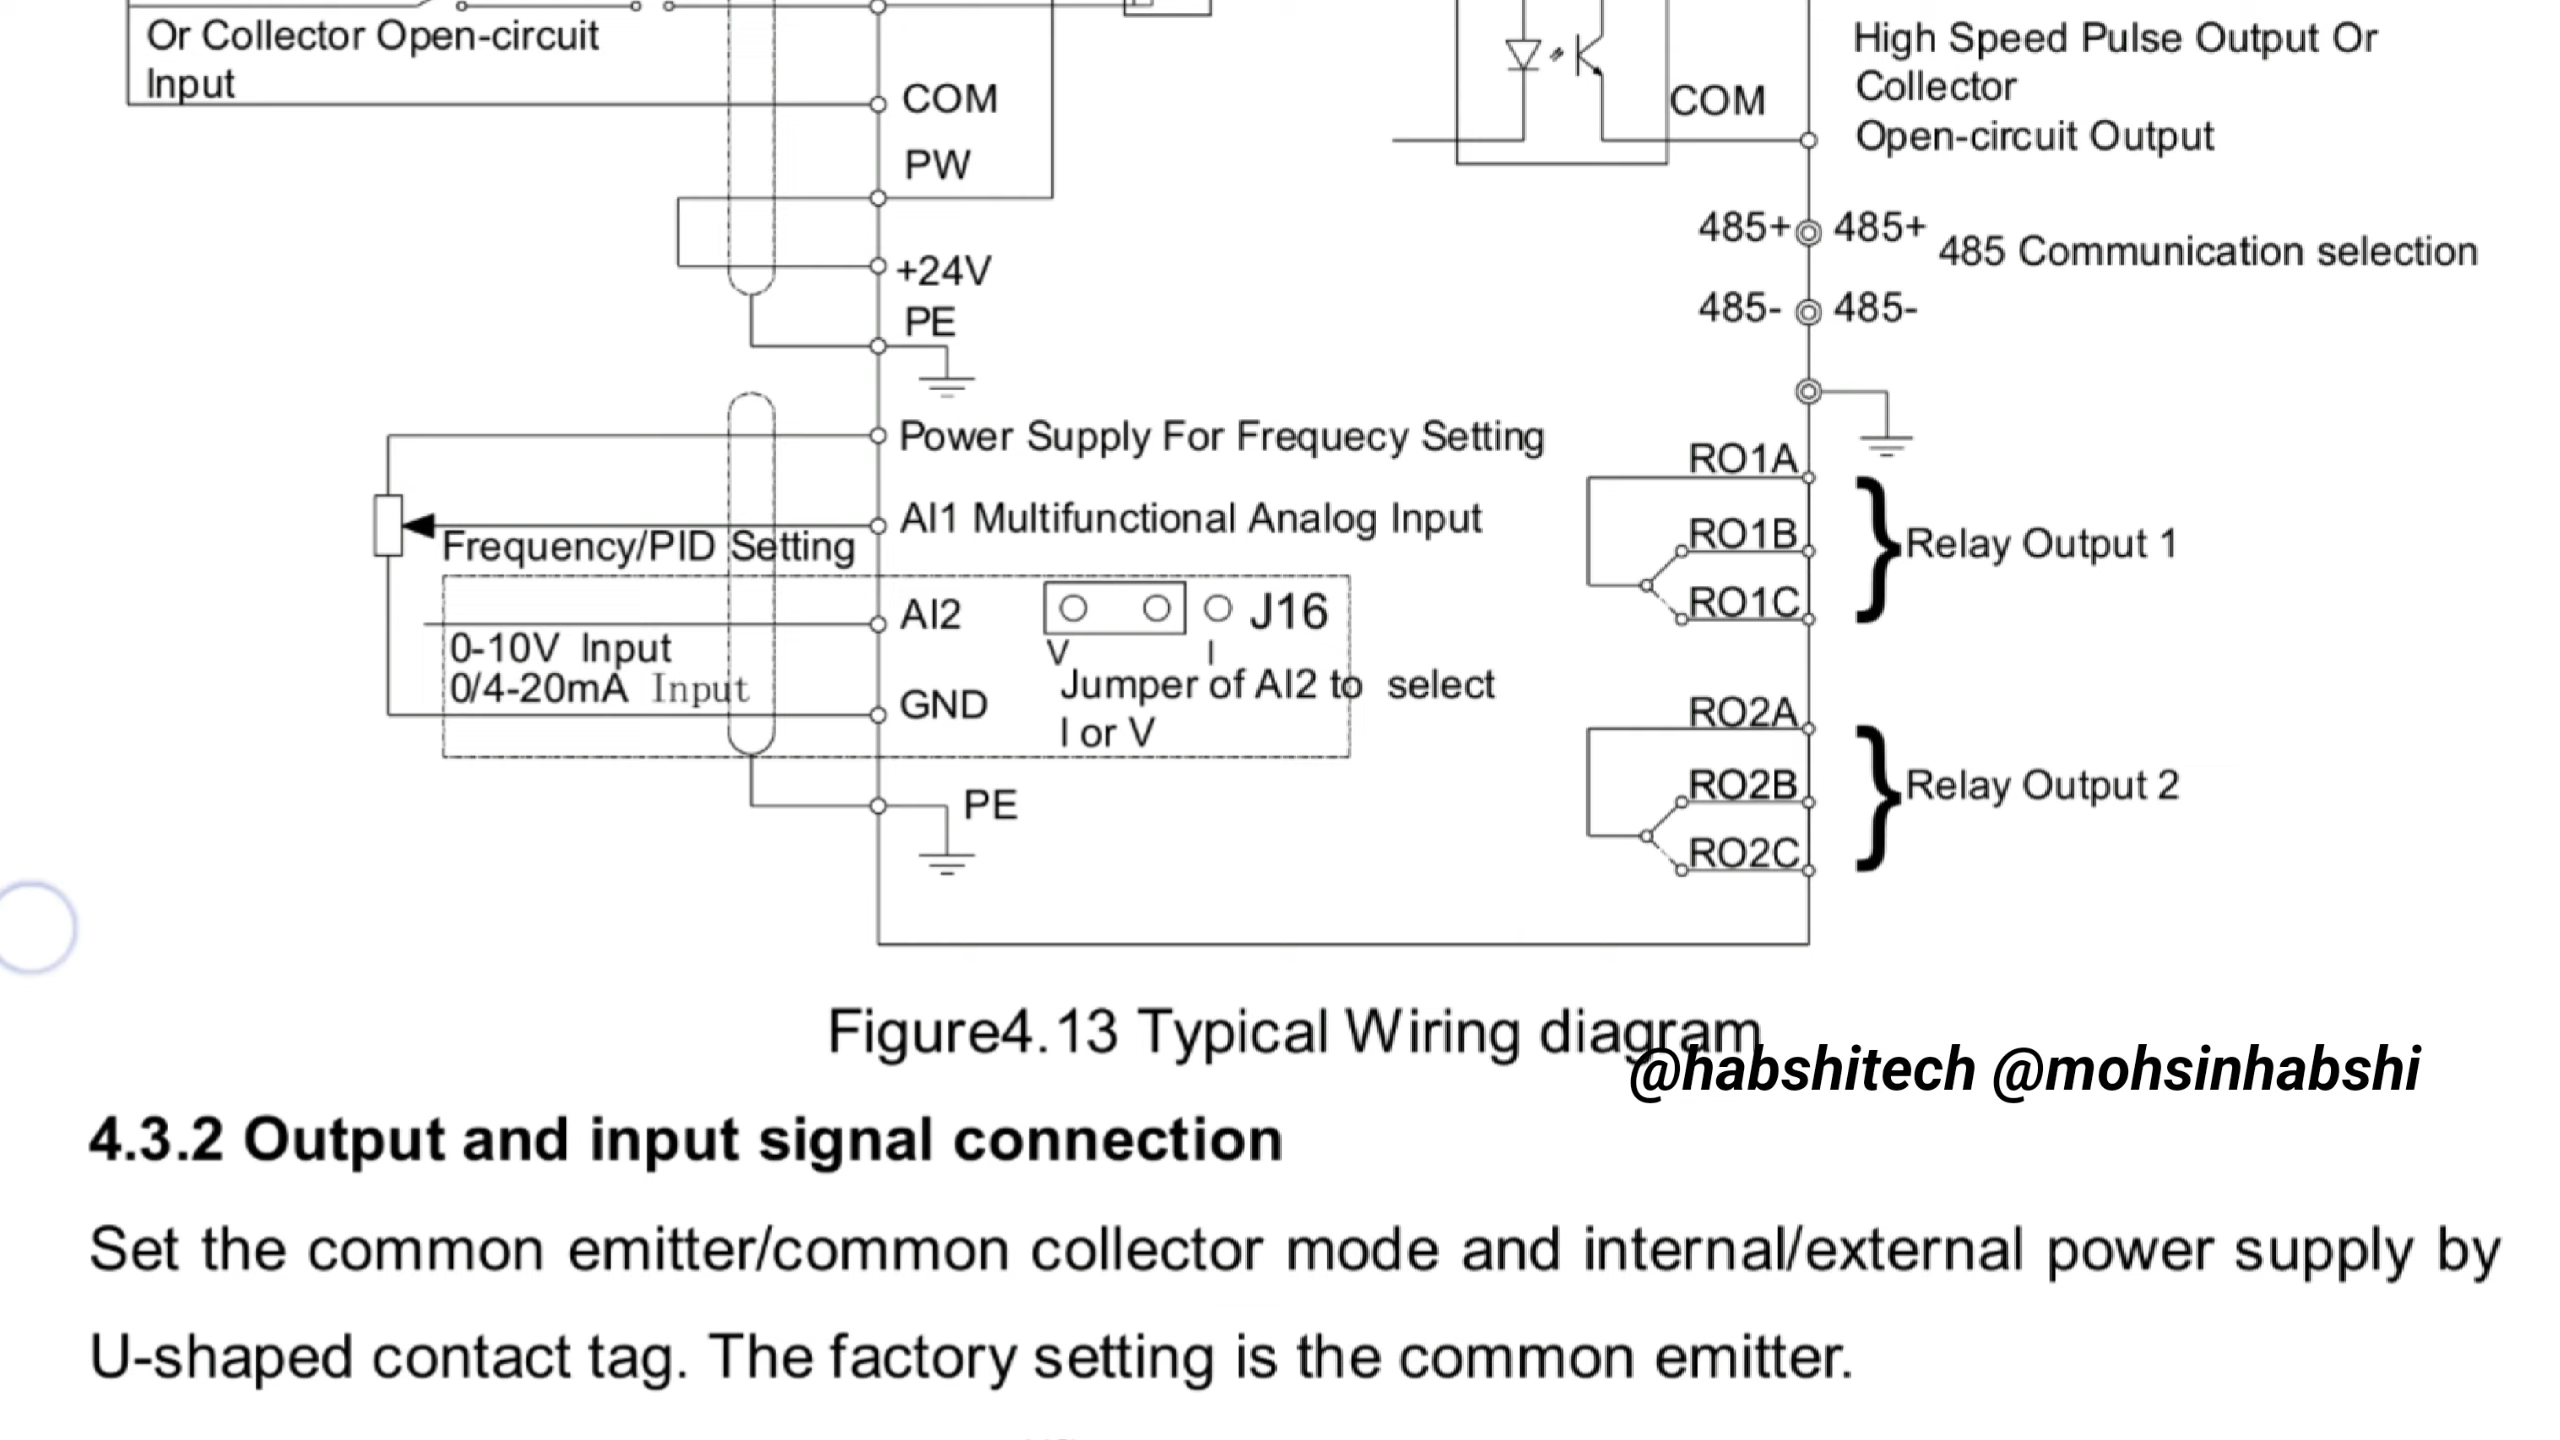 Or Collector Open-circuit
Input
COM
PW
+24V
PE
Power Supply For Frequecy Setting
AI1 Multifunctional Analog Input
Frequency/PID Setting
AI2
J16
V I
0-10V Input
0/4-20mA Input
Jumper of AI2 to select
I or V
GND
PE
COM
High Speed Pulse Output Or
Collector
Open-circuit Output
485+ 485+
485 Communication selection
485- 485-
RO1A
RO1B
RO1C
Relay Output 1
RO2A
RO2B
RO2C
Relay Output 2
Figure4.13 Typical Wiring diagram
@habshitech @mohsinhabshi
4.3.2 Output and input signal connection
Set the common emitter/common collector mode and internal/external power supply by
U-shaped contact tag. The factory setting is the common emitter.